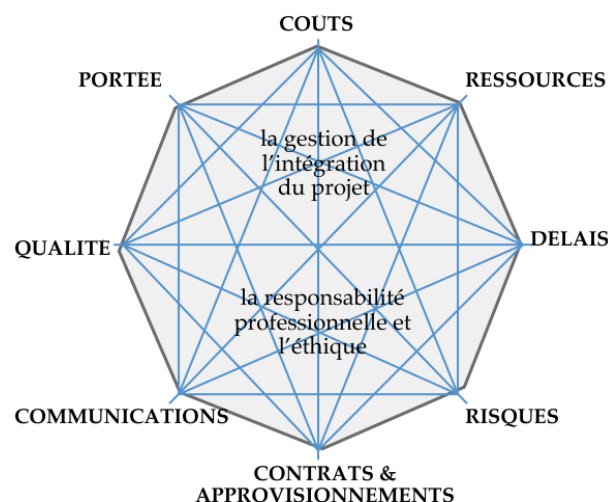 COUTS
PORTEE
RESSOURCES
la gestion de
l'intégration
du projet
QUALITE
DELAIS
la responsabilité
professionnelle et
l'éthique
COMMUNICATIONS
RISQUES
CONTRATS &
APPROVISIONNEMENTS